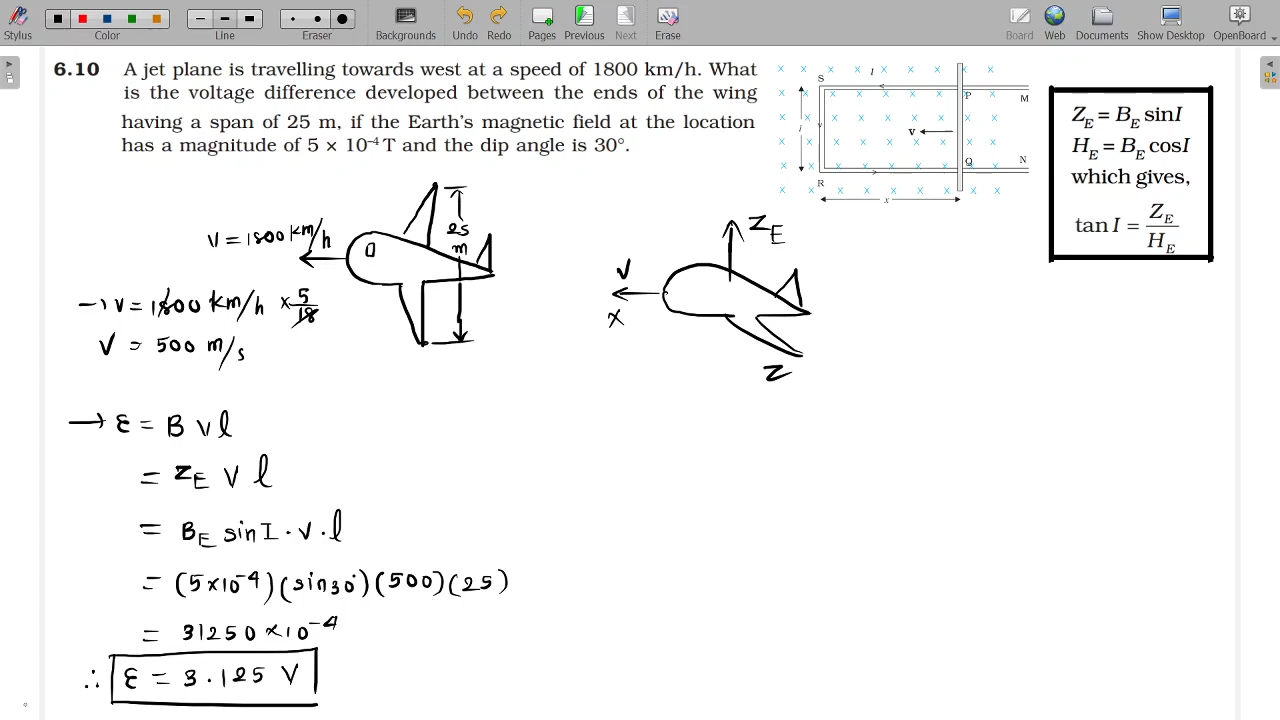 Stylus
Color
Line
Eraser
Backgrounds
Undo
Redo
Pages
Previous
Next
Erase
Board
Web
Documents
Show Desktop
OpenBoard
6.10 A jet plane is travelling towards west at a speed of 1800 km/h. What
is the voltage difference developed between the ends of the wing
having a span of 25 m, if the Earth's magnetic field at the location
has a magnitude of 5 × 10⁻⁴ T and the dip angle is 30°.
S
I
P
M
l
v
Q
N
R
x
Z_E = B_E sinI
H_E = B_E cosI
which gives,
tan I = Z_E / H_E
V = 1800 km/h
25
m
→ V = 1800 km/h × 5/18
V = 500 m/s
Z_E
V
X
Z
→ ε = B v l
= Z_E V l
= B_E sin I · v · l
= (5×10⁻⁴) (sin30°) (500) (25)
= 31250 × 10⁻⁴
∴ ε = 3.125 V